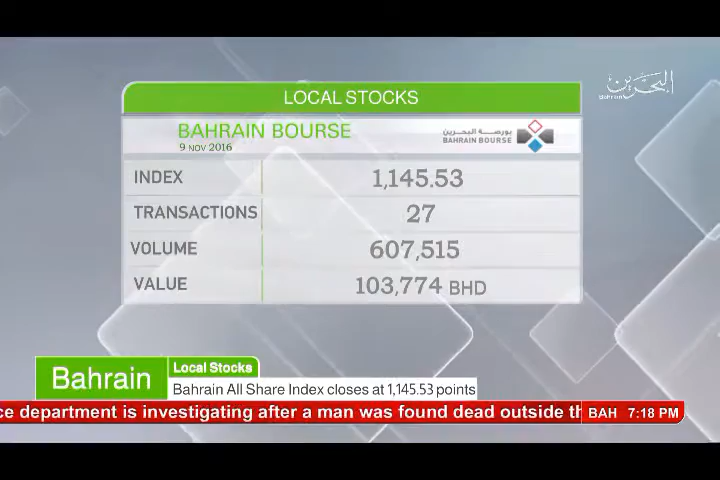 البحرين
Bahrain
LOCAL STOCKS
BAHRAIN BOURSE
9 NOV 2016
بورصة البحرين
BAHRAIN BOURSE
INDEX 1,145.53
TRANSACTIONS 27
VOLUME 607,515
VALUE 103,774 BHD
Bahrain
Local Stocks
Bahrain All Share Index closes at 1,145.53 points
ce department is investigating after a man was found dead outside th
BAH 7:18 PM